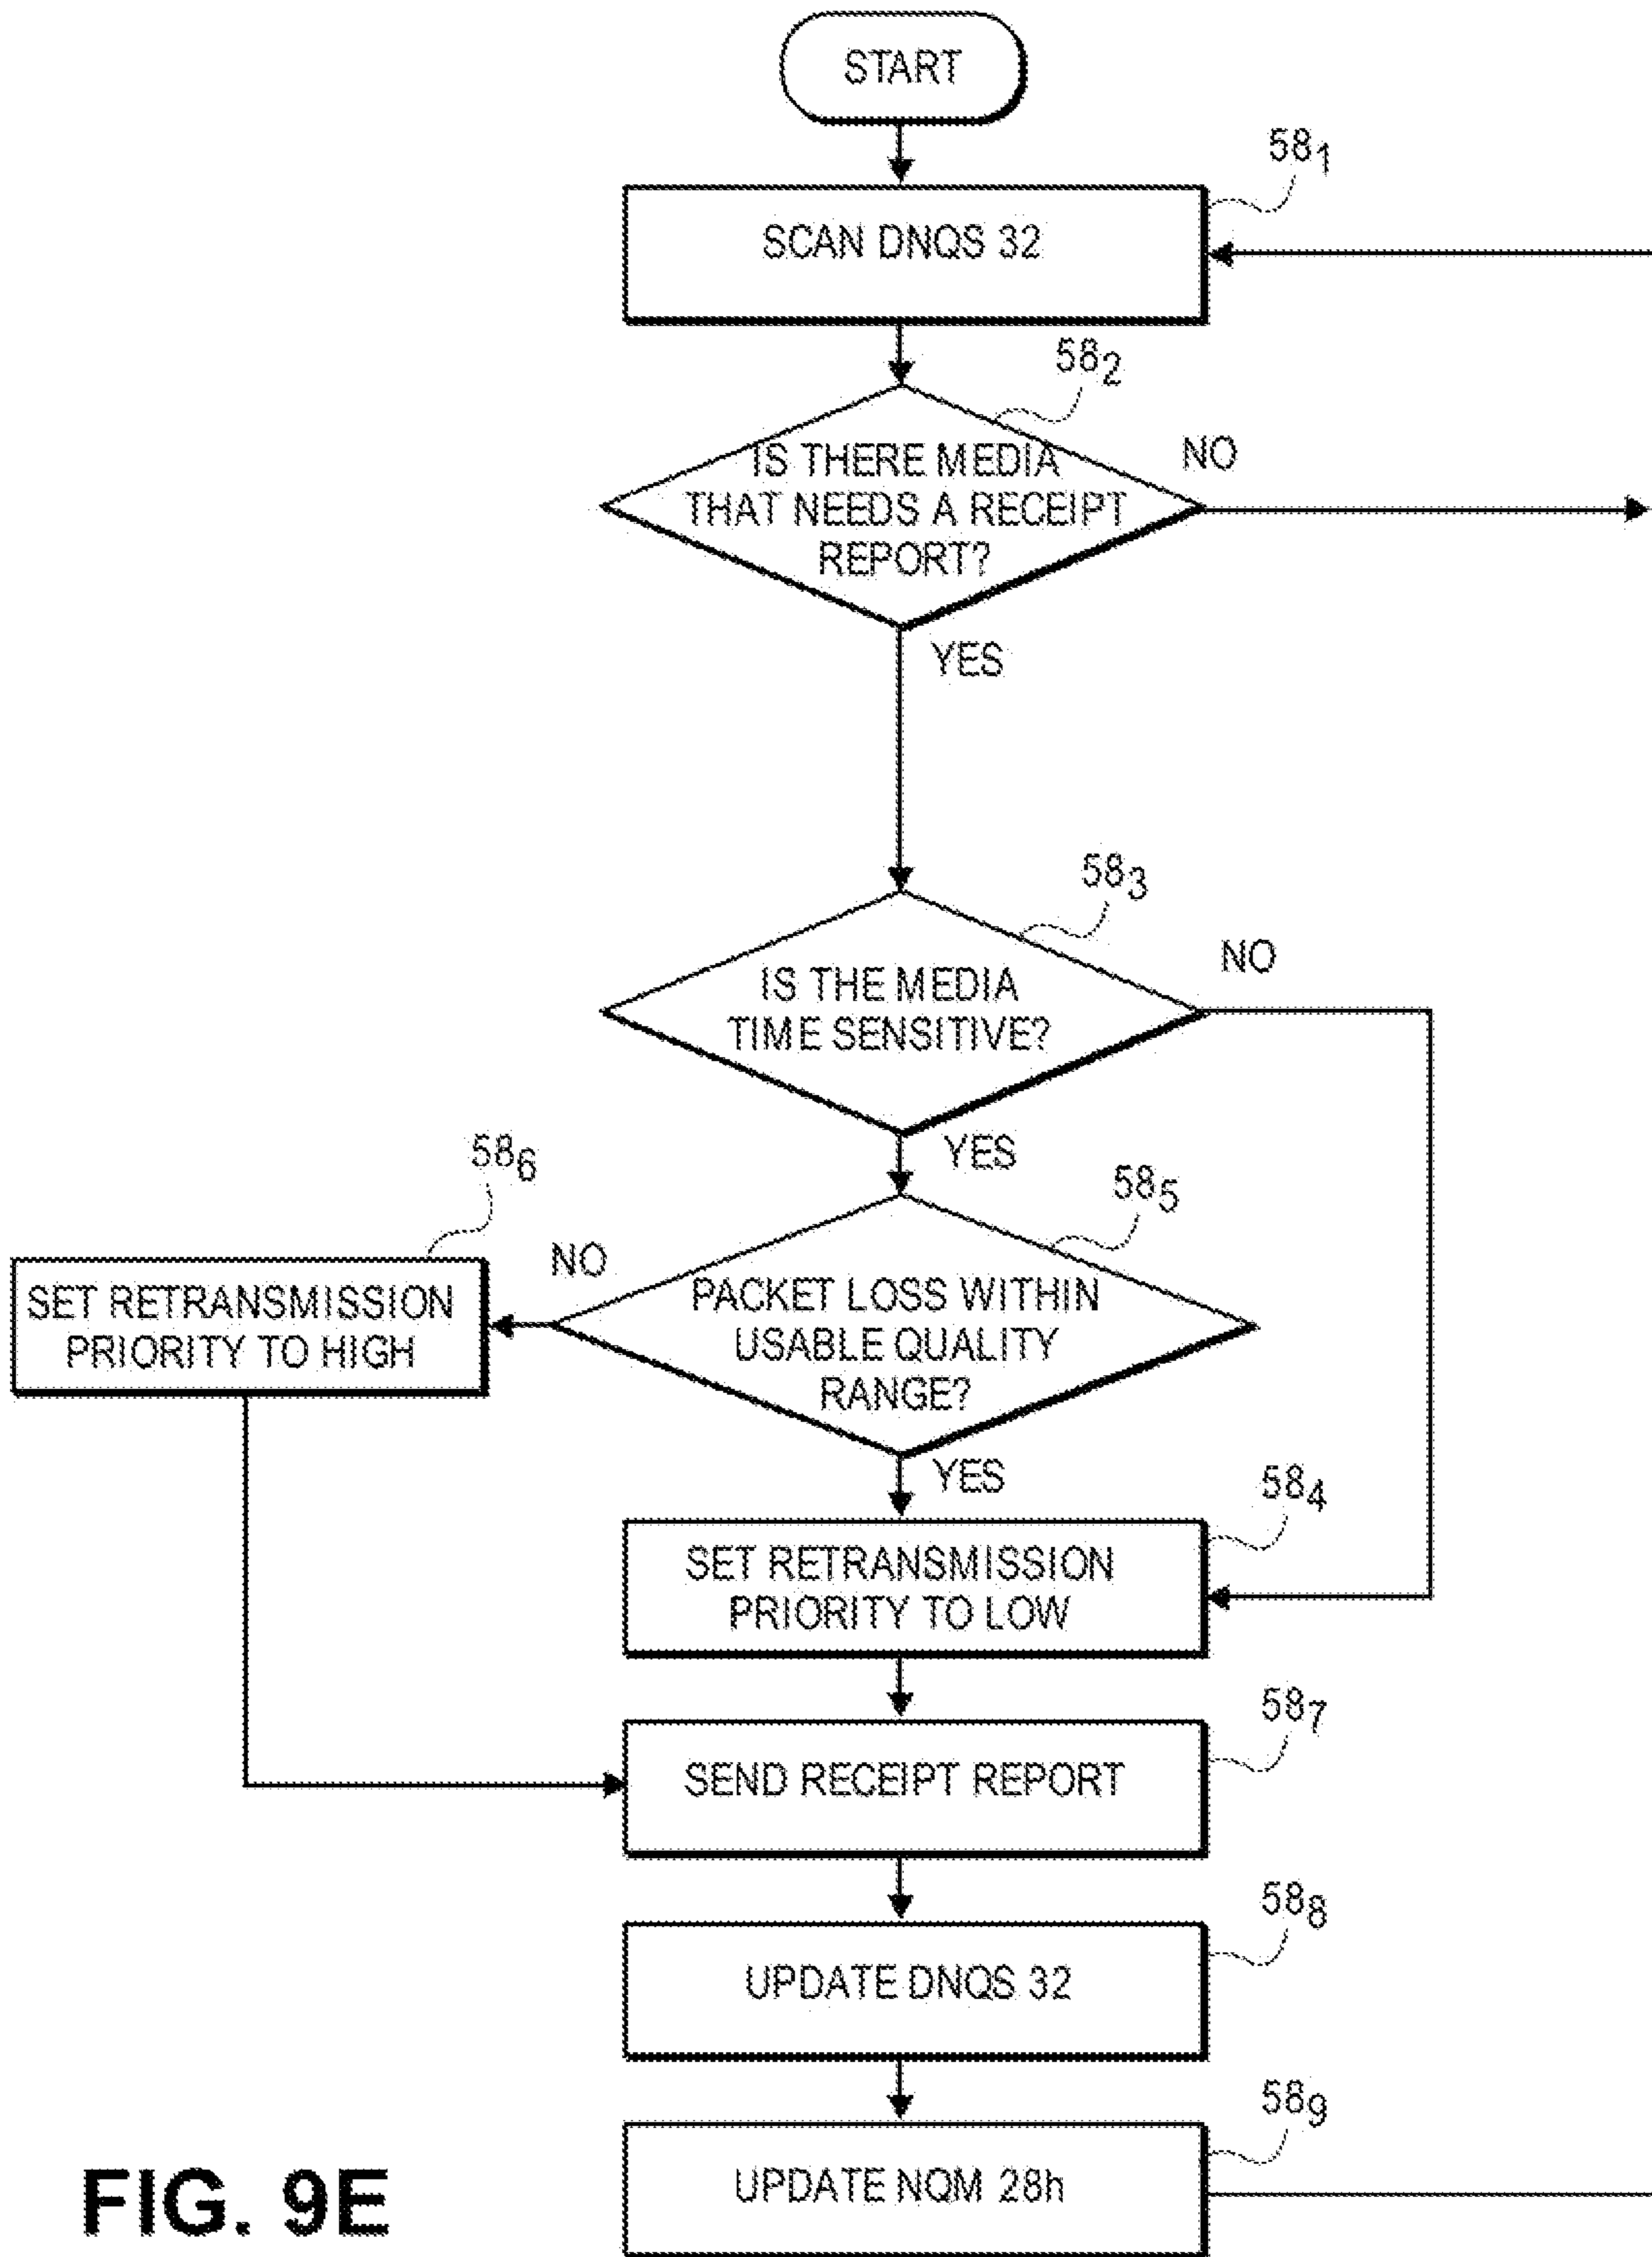 START
58₁
SCAN DNQS 32
58₂
IS THERE MEDIA
THAT NEEDS A RECEIPT
REPORT?
NO
YES
58₃
IS THE MEDIA
TIME SENSITIVE?
NO
YES
58₆
58₅
SET RETRANSMISSION
PRIORITY TO HIGH
NO
PACKET LOSS WITHIN
USABLE QUALITY
RANGE?
YES
58₄
SET RETRANSMISSION
PRIORITY TO LOW
58₇
SEND RECEIPT REPORT
58₈
UPDATE DNQS 32
58₉
UPDATE NQM 28h
FIG. 9E